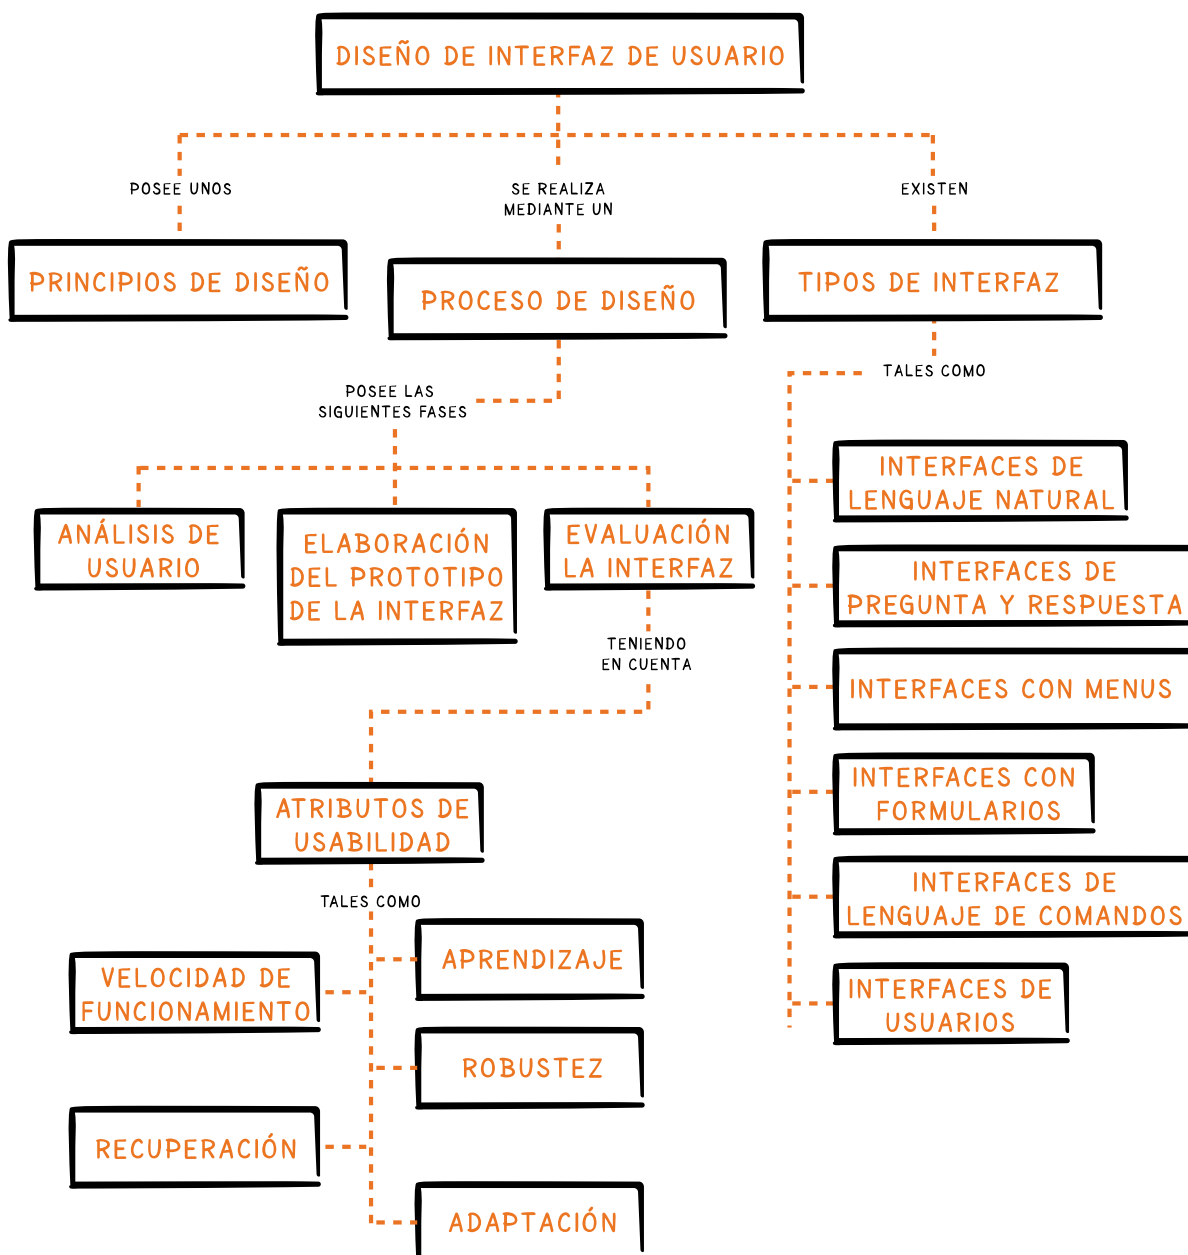 DISEÑO DE INTERFAZ DE USUARIO
POSEE UNOS
SE REALIZA
MEDIANTE UN
EXISTEN
PRINCIPIOS DE DISEÑO
PROCESO DE DISEÑO
TIPOS DE INTERFAZ
POSEE LAS
SIGUIENTES FASES
TALES COMO
ANÁLISIS DE
USUARIO
ELABORACIÓN
DEL PROTOTIPO
DE LA INTERFAZ
EVALUACIÓN
LA INTERFAZ
TENIENDO
EN CUENTA
ATRIBUTOS DE
USABILIDAD
TALES COMO
VELOCIDAD DE
FUNCIONAMIENTO
APRENDIZAJE
ROBUSTEZ
RECUPERACIÓN
ADAPTACIÓN
INTERFACES DE
LENGUAJE NATURAL
INTERFACES DE
PREGUNTA Y RESPUESTA
INTERFACES CON MENUS
INTERFACES CON
FORMULARIOS
INTERFACES DE
LENGUAJE DE COMANDOS
INTERFACES DE
USUARIOS